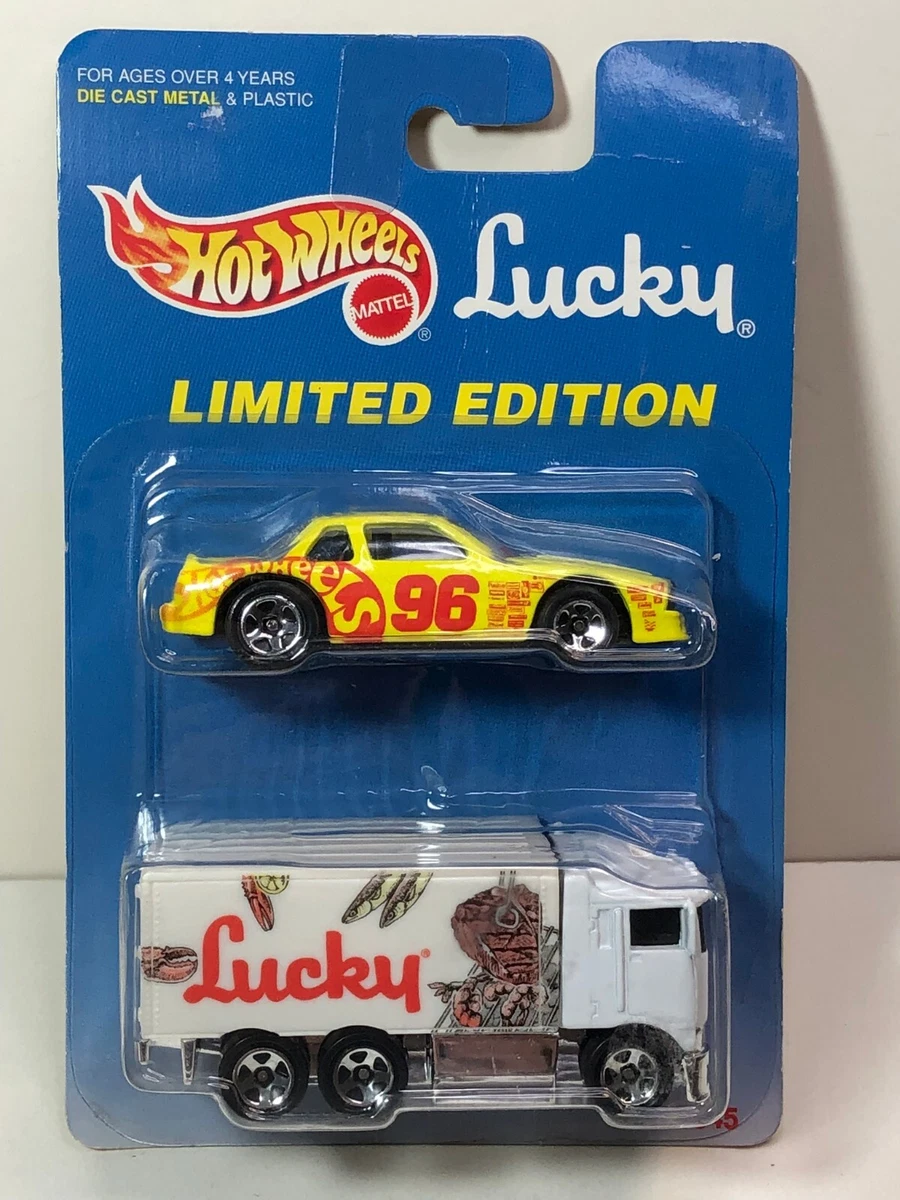 FOR AGES OVER 4 YEARS
DIE CAST METAL & PLASTIC
HOT WHEELS
MATTEL
®
Lucky®
LIMITED EDITION
HOT WHEELS
96
Lucky®